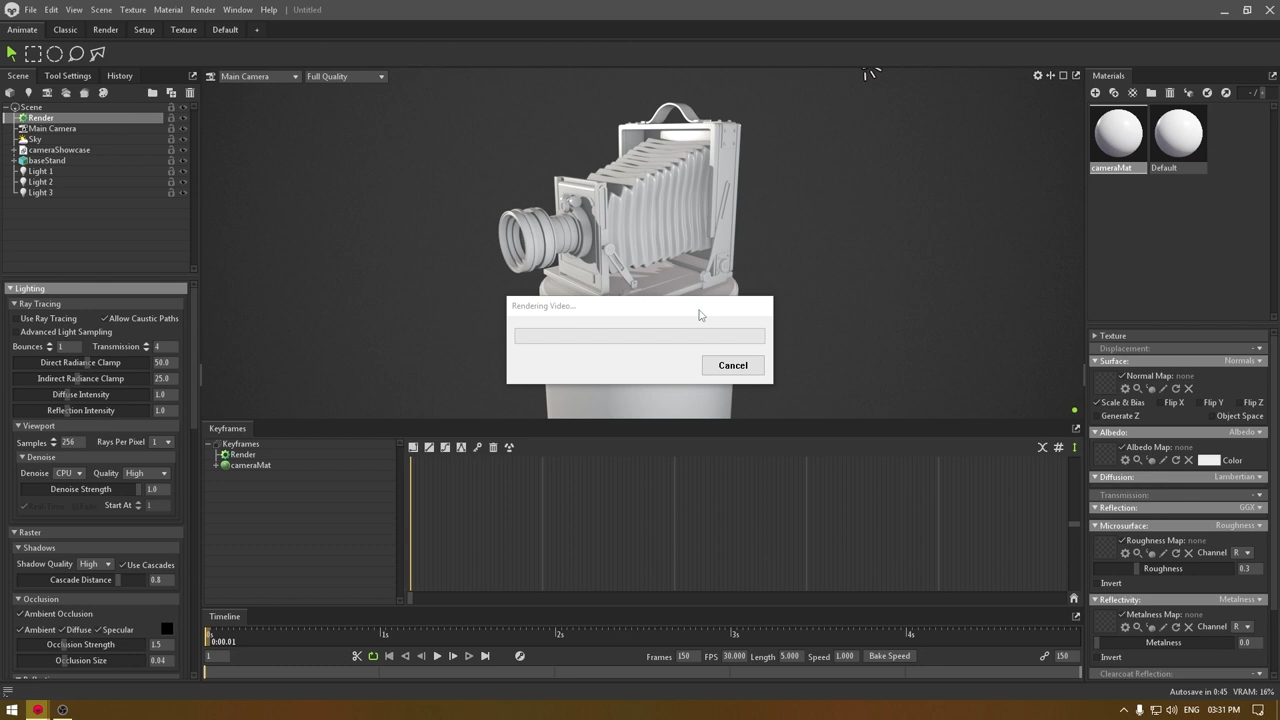 File Edit View Scene Texture Material Render Window Help Untitled
Animate Classic Render Setup Texture Default +
Scene Tool Settings History
Main Camera Full Quality
Materials
Scene
Render
Main Camera
Sky
cameraShowcase
baseStand
Light 1
Light 2
Light 3
cameraMat Default
Lighting
Ray Tracing
Use Ray Tracing Allow Caustic Paths
Advanced Light Sampling
Bounces 1 Transmission 4
Direct Radiance Clamp 50.0
Indirect Radiance Clamp 25.0
Diffuse Intensity 1.0
Reflection Intensity 1.0
Viewport
Samples 256 Rays Per Pixel 1
Denoise
Denoise CPU Quality High
Denoise Strength 1.0
Start At 1
Raster
Shadows
Shadow Quality High Use Cascades
Cascade Distance 0.8
Occlusion
Ambient Occlusion
Ambient Diffuse Specular
Occlusion Strength 1.5
Occlusion Size 0.04
Rendering Video...
Cancel
Keyframes
Keyframes
Render
cameraMat
Timeline
0s 1s 2s 3s 4s
0:00.01
1 Frames 150 FPS 30.000 Length 5.000 Speed 1.000 Bake Speed 150
Texture
Displacement:
Surface: Normals
Normal Map: none
Scale & Bias Flip X Flip Y Flip Z
Generate Z Object Space
Albedo: Albedo
Albedo Map: none
Color
Diffusion: Lambertian
Transmission:
Reflection: GGX
Microsurface: Roughness
Roughness Map: none
Channel R
Roughness 0.3
Invert
Reflectivity: Metalness
Metalness Map: none
Channel R
Metalness 0.0
Invert
Clearcoat Reflection:
Autosave in 0:45 VRAM: 16%
ENG 03:31 PM